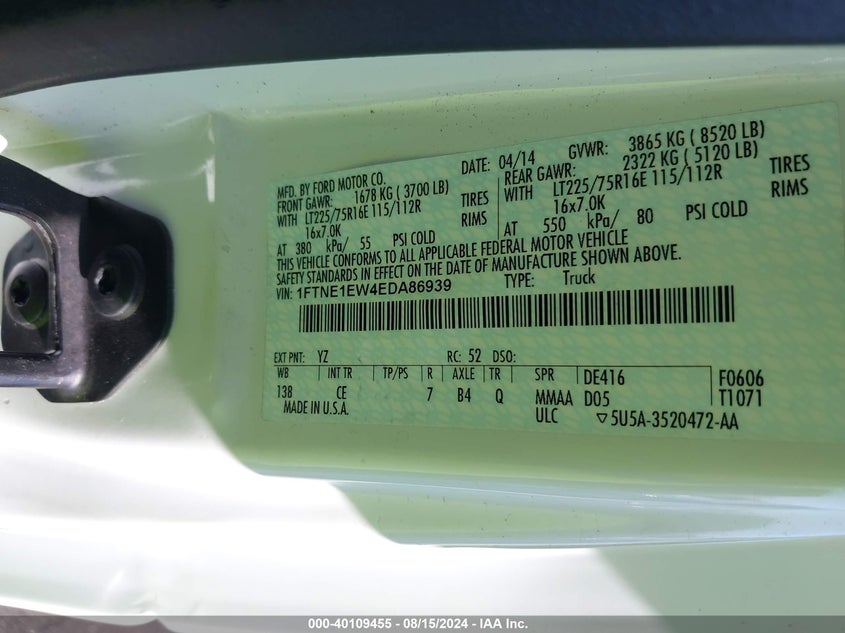 MFD. BY FORD MOTOR CO.
DATE: 04/14 GVWR: 3865 KG ( 8520 LB)
FRONT GAWR: 1678 KG ( 3700 LB) REAR GAWR: 2322 KG ( 5120 LB)
WITH LT225/75R16E 115/112R TIRES WITH LT225/75R16E 115/112R TIRES
16x7.0K RIMS 16x7.0K RIMS
AT 380 kPa/ 55 PSI COLD AT 550 kPa/ 80 PSI COLD
THIS VEHICLE CONFORMS TO ALL APPLICABLE FEDERAL MOTOR VEHICLE
SAFETY STANDARDS IN EFFECT ON THE DATE OF MANUFACTURE SHOWN ABOVE.
VIN: 1FTNE1EW4EDA86939 TYPE: Truck
EXT PNT: YZ RC: 52 DSO:
WB INT TR TP/PS R AXLE TR SPR DE416 F0606
138 CE 7 B4 Q MMAA D05 T1071
MADE IN U.S.A. ULC ▽5U5A-3520472-AA
000-40109455 - 08/15/2024 - IAA Inc.